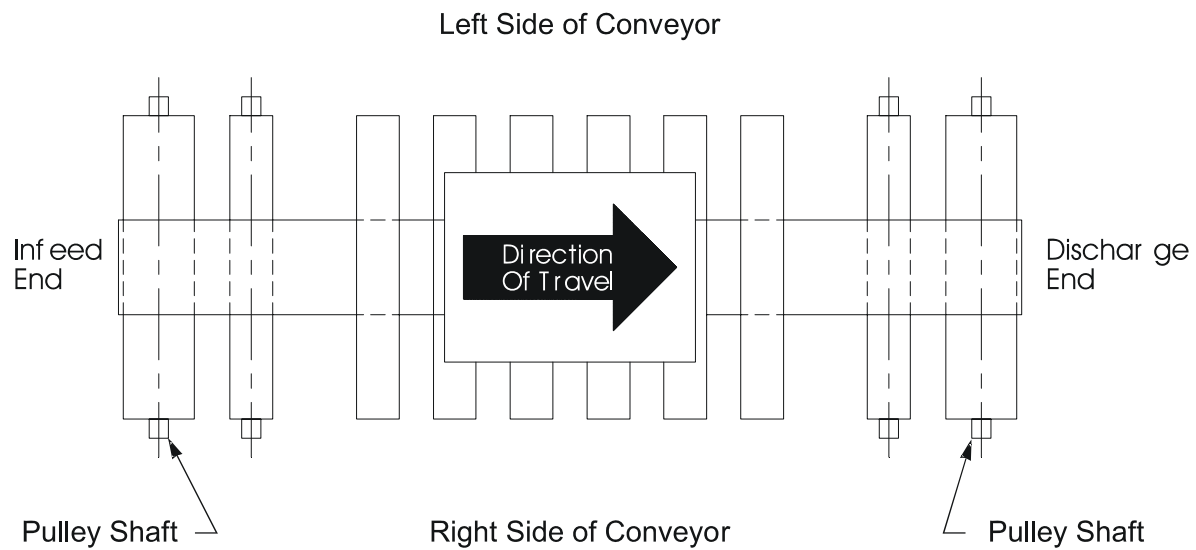 Left Side of Conveyor
Infeed
End
Direction
Of Travel
Discharge
End
Pulley Shaft
Right Side of Conveyor
Pulley Shaft